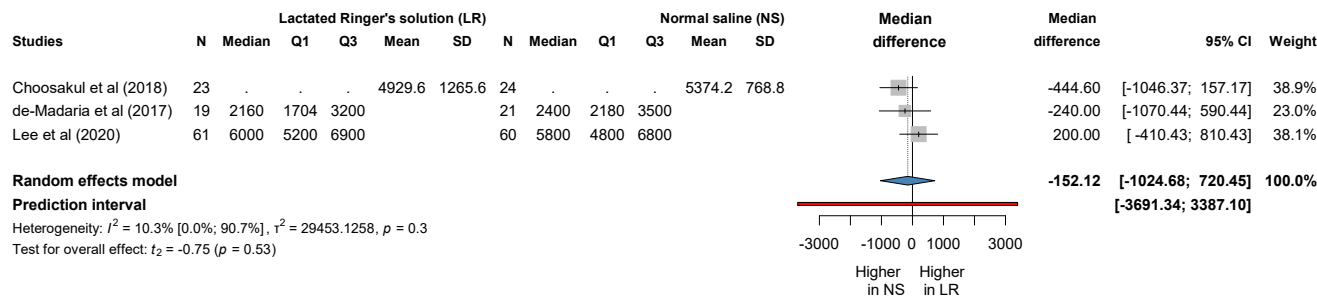 Lactated Ringer's solution (LR) Normal saline (NS) Median Median
Studies N Median Q1 Q3 Mean SD N Median Q1 Q3 Mean SD difference difference 95% CI Weight
Choosakul et al (2018) 23 . . . 4929.6 1265.6 24 . . . 5374.2 768.8 -444.60 [-1046.37; 157.17] 38.9%
de-Madaria et al (2017) 19 2160 1704 3200 21 2400 2180 3500 -240.00 [-1070.44; 590.44] 23.0%
Lee et al (2020) 61 6000 5200 6900 60 5800 4800 6800 200.00 [ -410.43; 810.43] 38.1%
Random effects model -152.12 [-1024.68; 720.45] 100.0%
Prediction interval [-3691.34; 3387.10]
Heterogeneity: I² = 10.3% [0.0%; 90.7%], τ² = 29453.1258, p = 0.3
Test for overall effect: t₂ = -0.75 (p = 0.53)
-3000 -1000 0 1000 3000
Higher Higher
in NS in LR